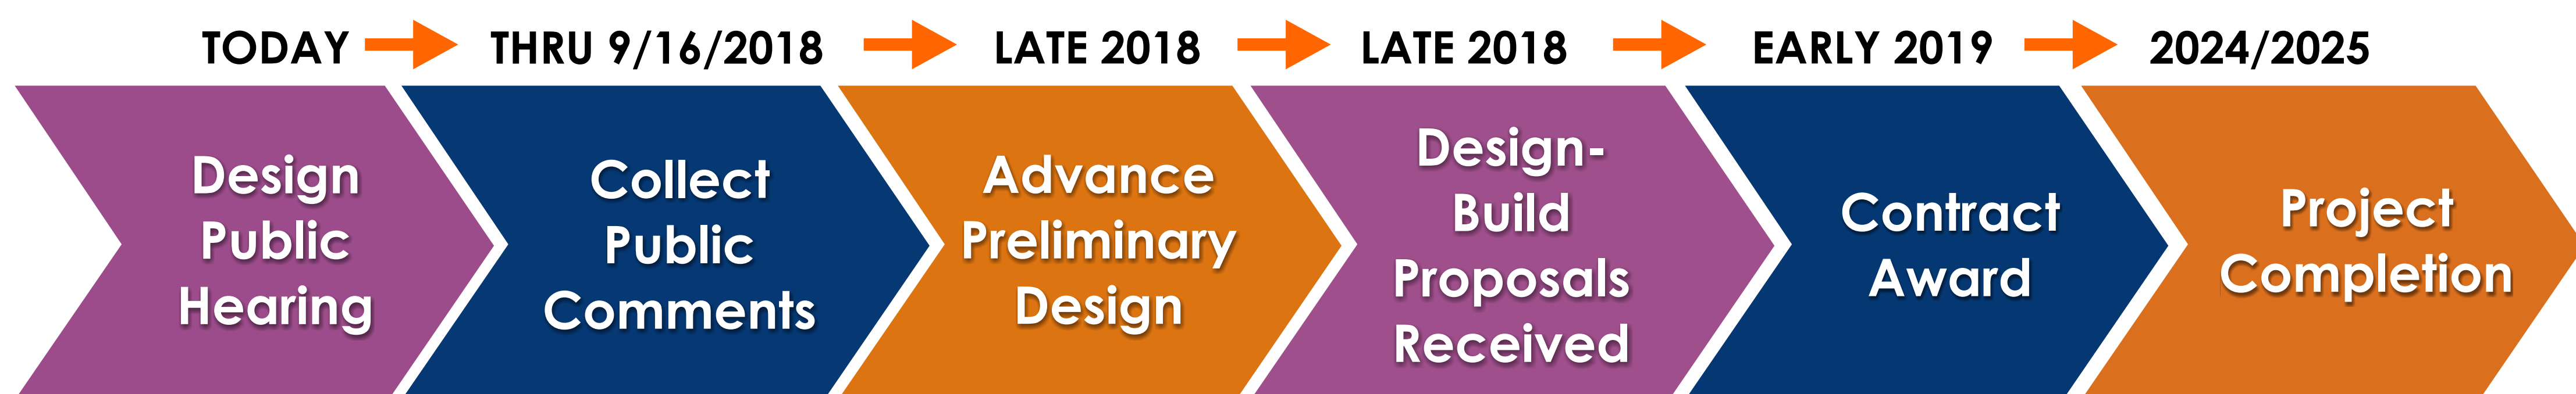 TODAY THRU 9/16/2018 LATE 2018 LATE 2018 EARLY 2019 2024/2025
Design
Public
Hearing
Collect
Public
Comments
Advance
Preliminary
Design
Design-
Build
Proposals
Received
Contract
Award
Project
Completion